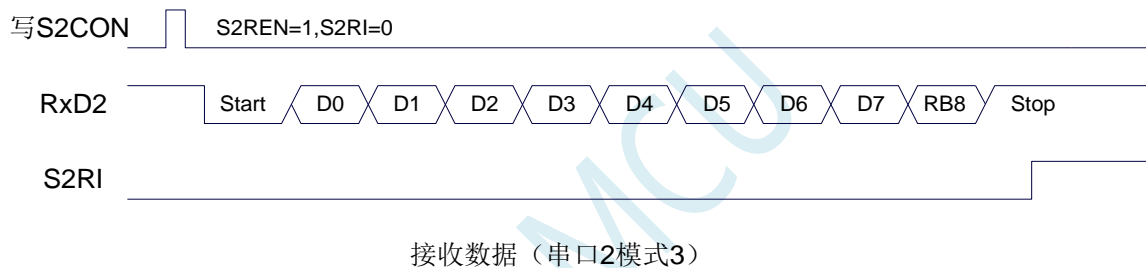 写S2CON S2REN=1,S2RI=0
RxD2 Start D0 D1 D2 D3 D4 D5 D6 D7 RB8 Stop
S2RI
接收数据（串口2模式3）
MCU